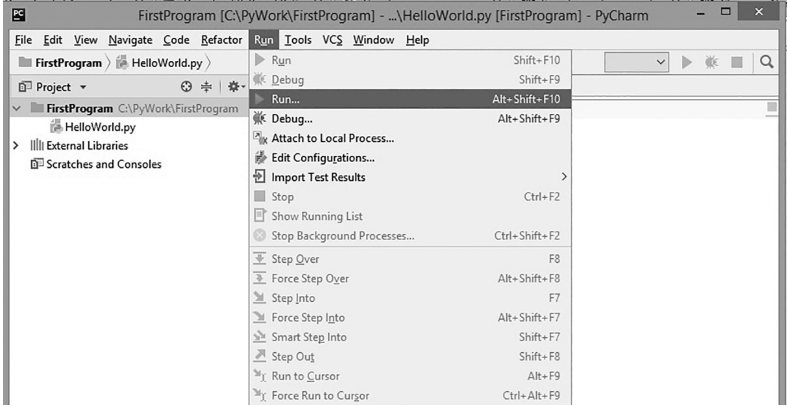 PC FirstProgram [C:\PyWork\FirstProgram] - ...\HelloWorld.py [FirstProgram] - PyCharm
File Edit View Navigate Code Refactor Run Tools VCS Window Help
FirstProgram HelloWorld.py
Project
FirstProgram C:\PyWork\FirstProgram
HelloWorld.py
External Libraries
Scratches and Consoles
Run Shift+F10
Debug Shift+F9
Run... Alt+Shift+F10
Debug... Alt+Shift+F9
Attach to Local Process...
Edit Configurations...
Import Test Results
Stop Ctrl+F2
Show Running List
Stop Background Processes... Ctrl+Shift+F2
Step Over F8
Force Step Over Alt+Shift+F8
Step Into F7
Force Step Into Alt+Shift+F7
Smart Step Into Shift+F7
Step Out Shift+F8
Run to Cursor Alt+F9
Force Run to Cursor Ctrl+Alt+F9